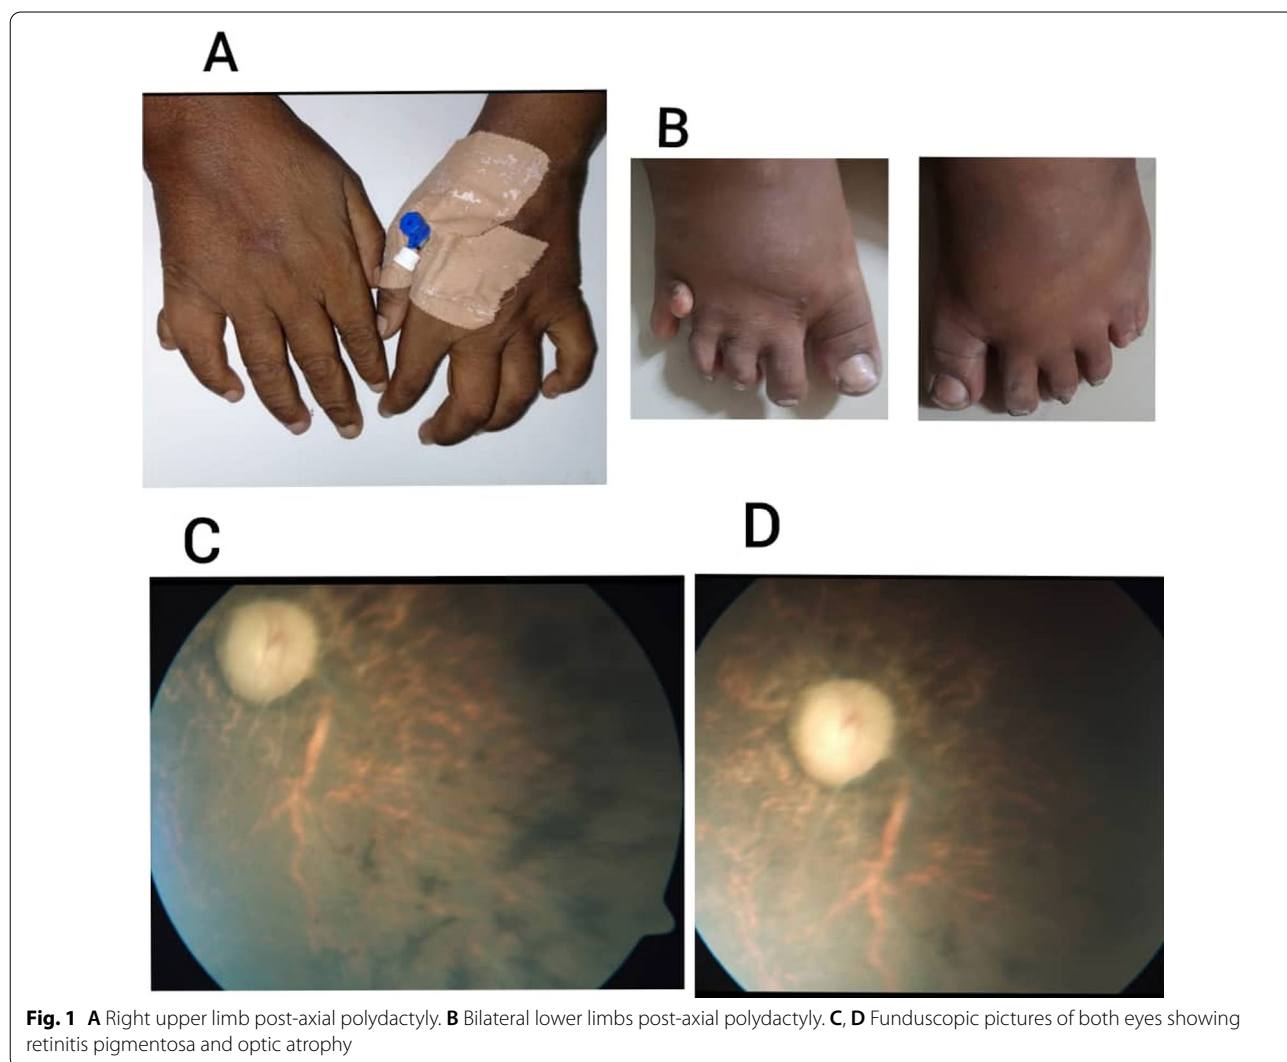 A
B
C
D
Fig. 1 A Right upper limb post-axial polydactyly. B Bilateral lower limbs post-axial polydactyly. C, D Funduscopic pictures of both eyes showing
retinitis pigmentosa and optic atrophy